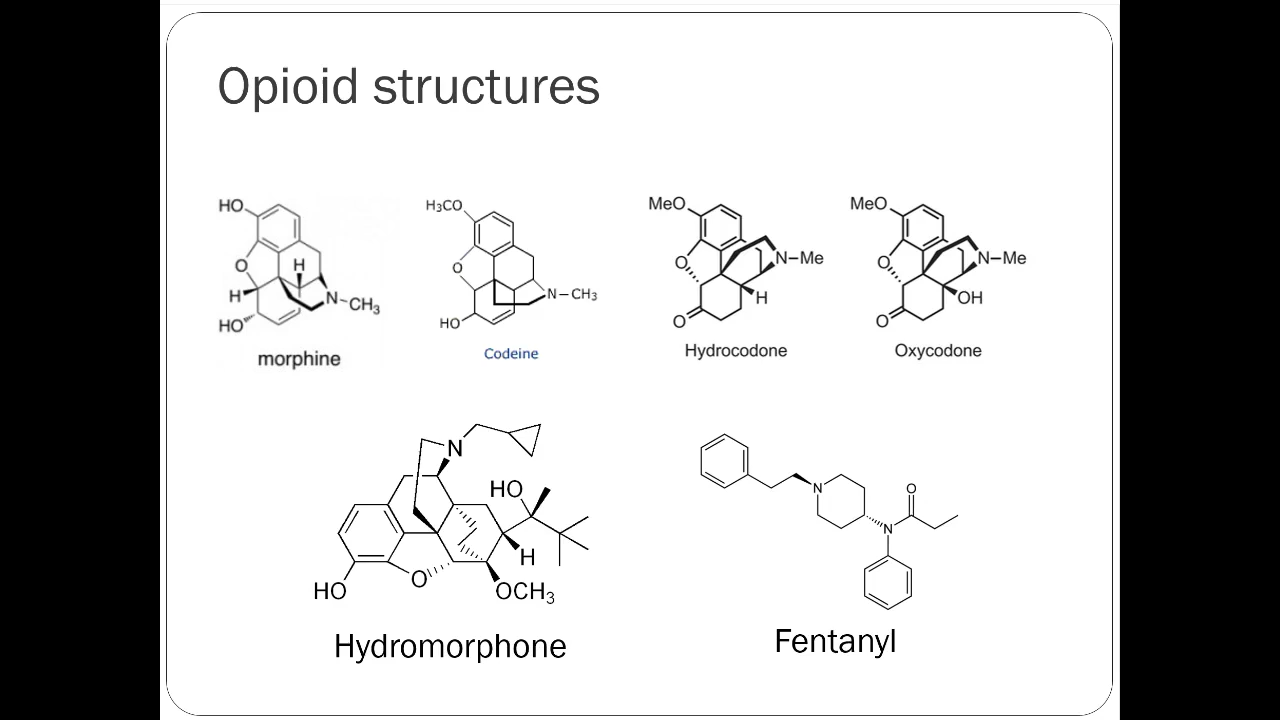 Opioid structures
HO
O
H
H
HO
N
CH3
morphine
H3CO
O
HO
N
CH3
Codeine
MeO
O
N
Me
H
O
Hydrocodone
MeO
O
N
Me
OH
O
Oxycodone
N
HO
H
O
HO
OCH3
Hydromorphone
N
O
N
Fentanyl